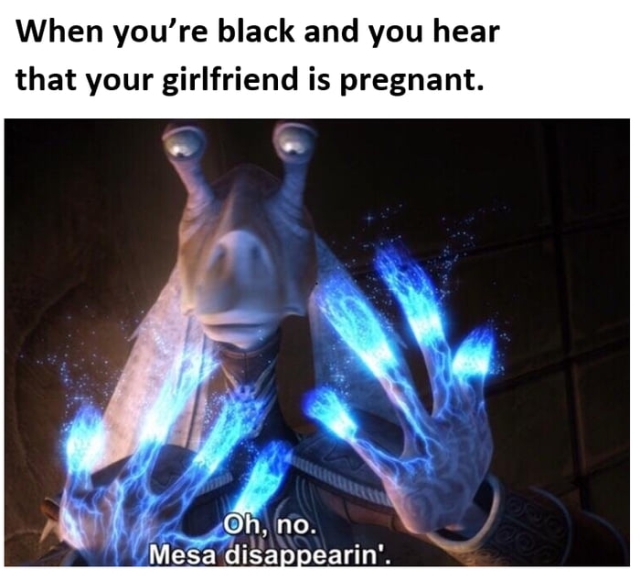 When you’re black and you hear
that your girlfriend is pregnant.
Oh, no.
Mesa disappearin'.